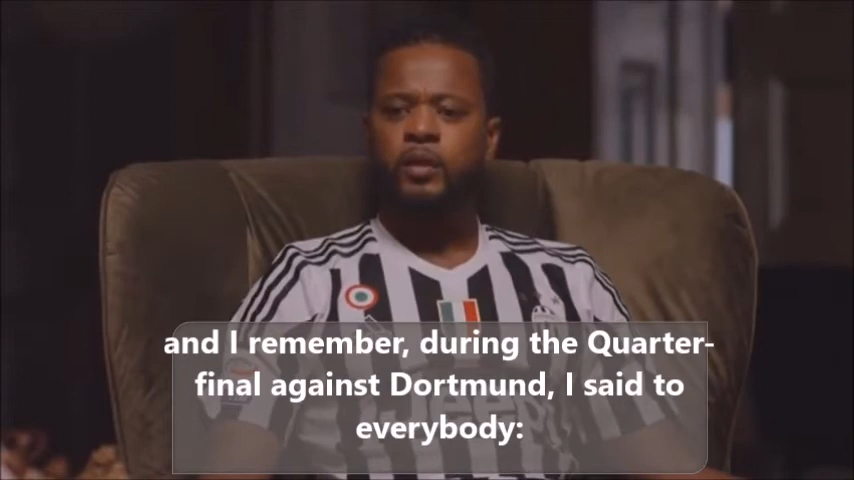 and I remember, during the Quarter-
final against Dortmund, I said to
everybody: